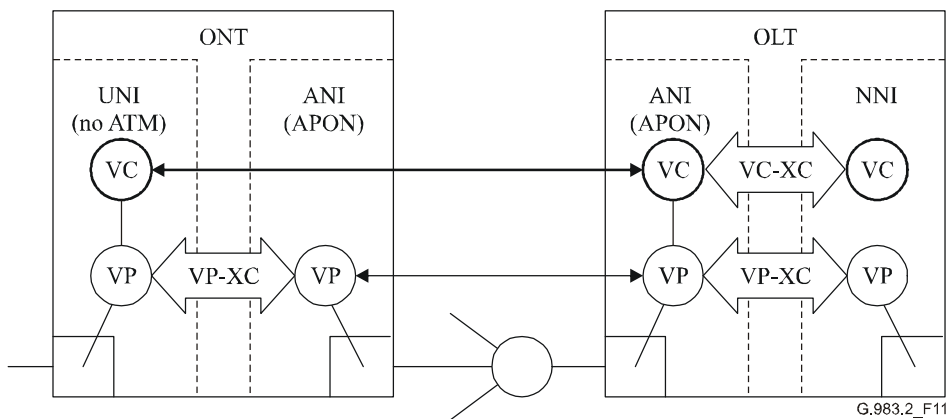 ONT
OLT
UNI
(no ATM)
ANI
(APON)
ANI
(APON)
NNI
VC
VC
VC-XC
VC
VP
VP-XC
VP
VP
VP-XC
VP
G.983.2_F11